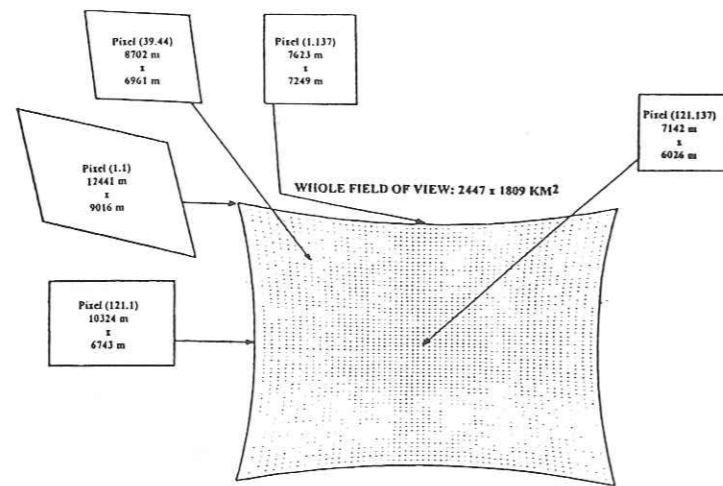 Pixel (39.44)
8702 m
x
6961 m
Pixel (1.137)
7623 m
x
7249 m
Pixel (121.137)
7142 m
x
6026 m
Pixel (1.1)
12441 m
x
9016 m
WHOLE FIELD OF VIEW: 2447 x 1809 KM2
Pixel (121.1)
10324 m
x
6743 m